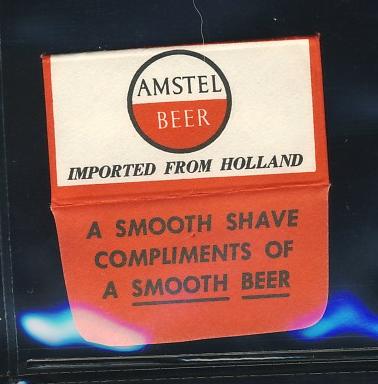 AMSTEL
BEER
IMPORTED FROM HOLLAND
A SMOOTH SHAVE
COMPLIMENTS OF
A SMOOTH BEER